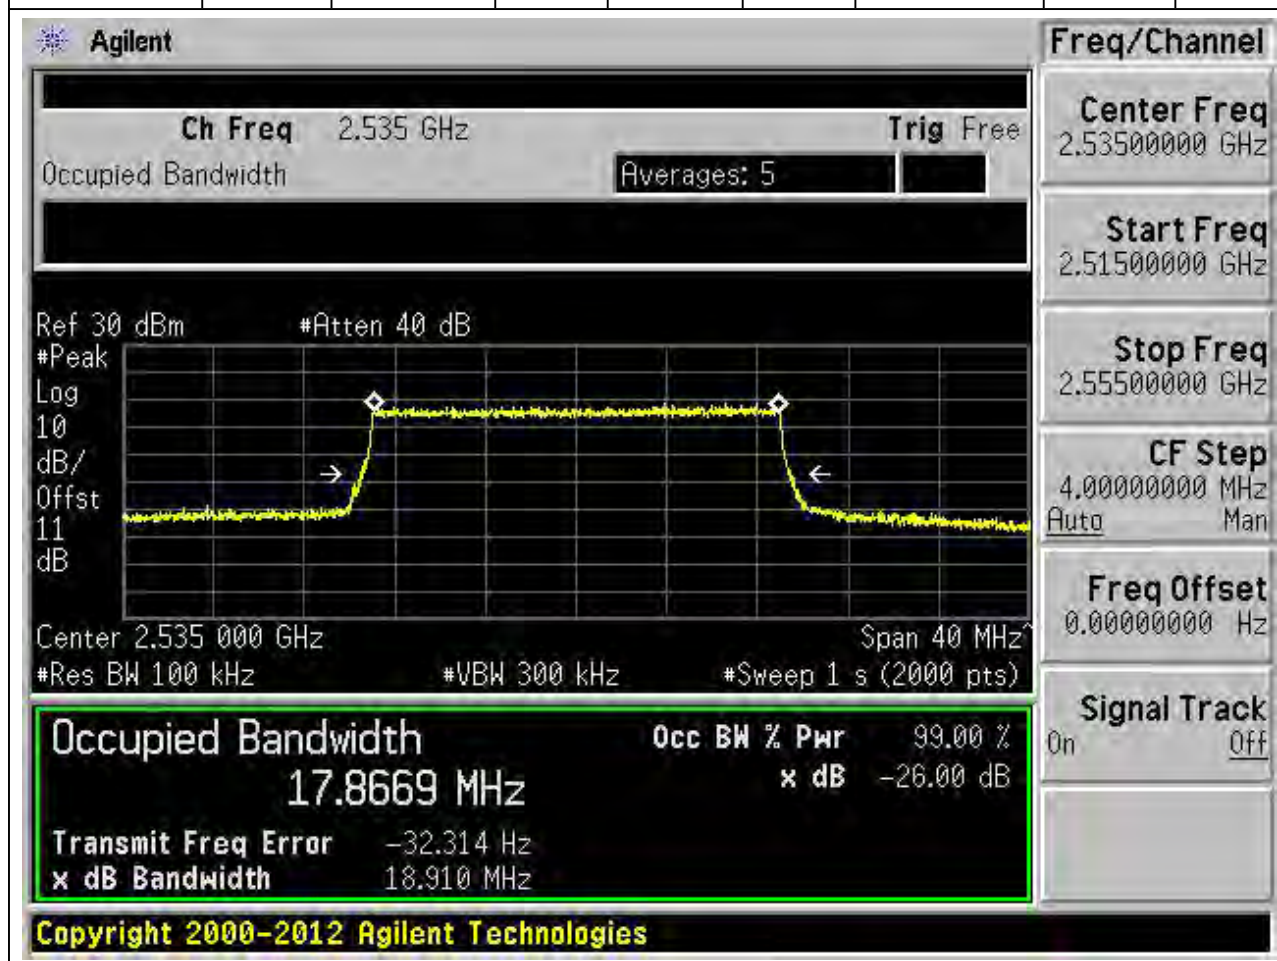 Agilent
Freq/Channel
Ch Freq 2.535 GHz Trig Free
Occupied Bandwidth Averages: 5
Center Freq
2.53500000 GHz
Start Freq
2.51500000 GHz
Stop Freq
2.55500000 GHz
CF Step
4.00000000 MHz
Auto Man
Freq Offset
0.00000000 Hz
Signal Track
On Off
Ref 30 dBm #Atten 40 dB
#Peak
Log
10
dB/
Offst
11
dB
Center 2.535 000 GHz Span 40 MHz^
#Res BW 100 kHz #VBW 300 kHz #Sweep 1 s (2000 pts)
Occupied Bandwidth Occ BW % Pwr 99.00 %
17.8669 MHz x dB -26.00 dB
Transmit Freq Error -32.314 Hz
x dB Bandwidth 18.910 MHz
Copyright 2000-2012 Agilent Technologies